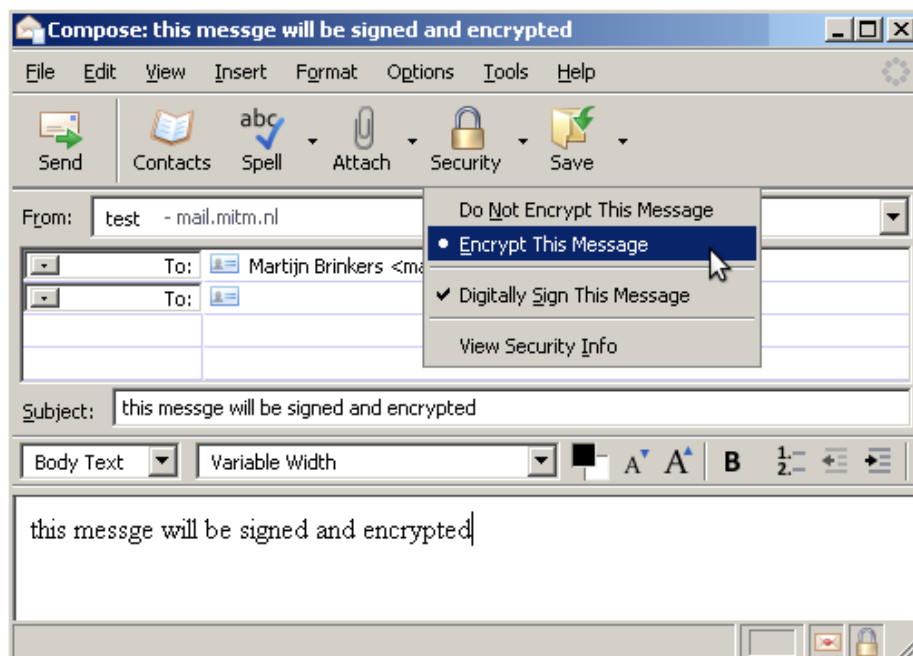 Compose: this messge will be signed and encrypted
File Edit View Insert Format Options Tools Help
abc
Send Contacts Spell Attach Security Save
From: test - mail.mitm.nl
Do Not Encrypt This Message
Encrypt This Message
To: Martijn Brinkers
To:
Digitally Sign This Message
View Security Info
Subject: this messge will be signed and encrypted
Body Text Variable Width A A B 1. 2.
this messge will be signed and encrypted